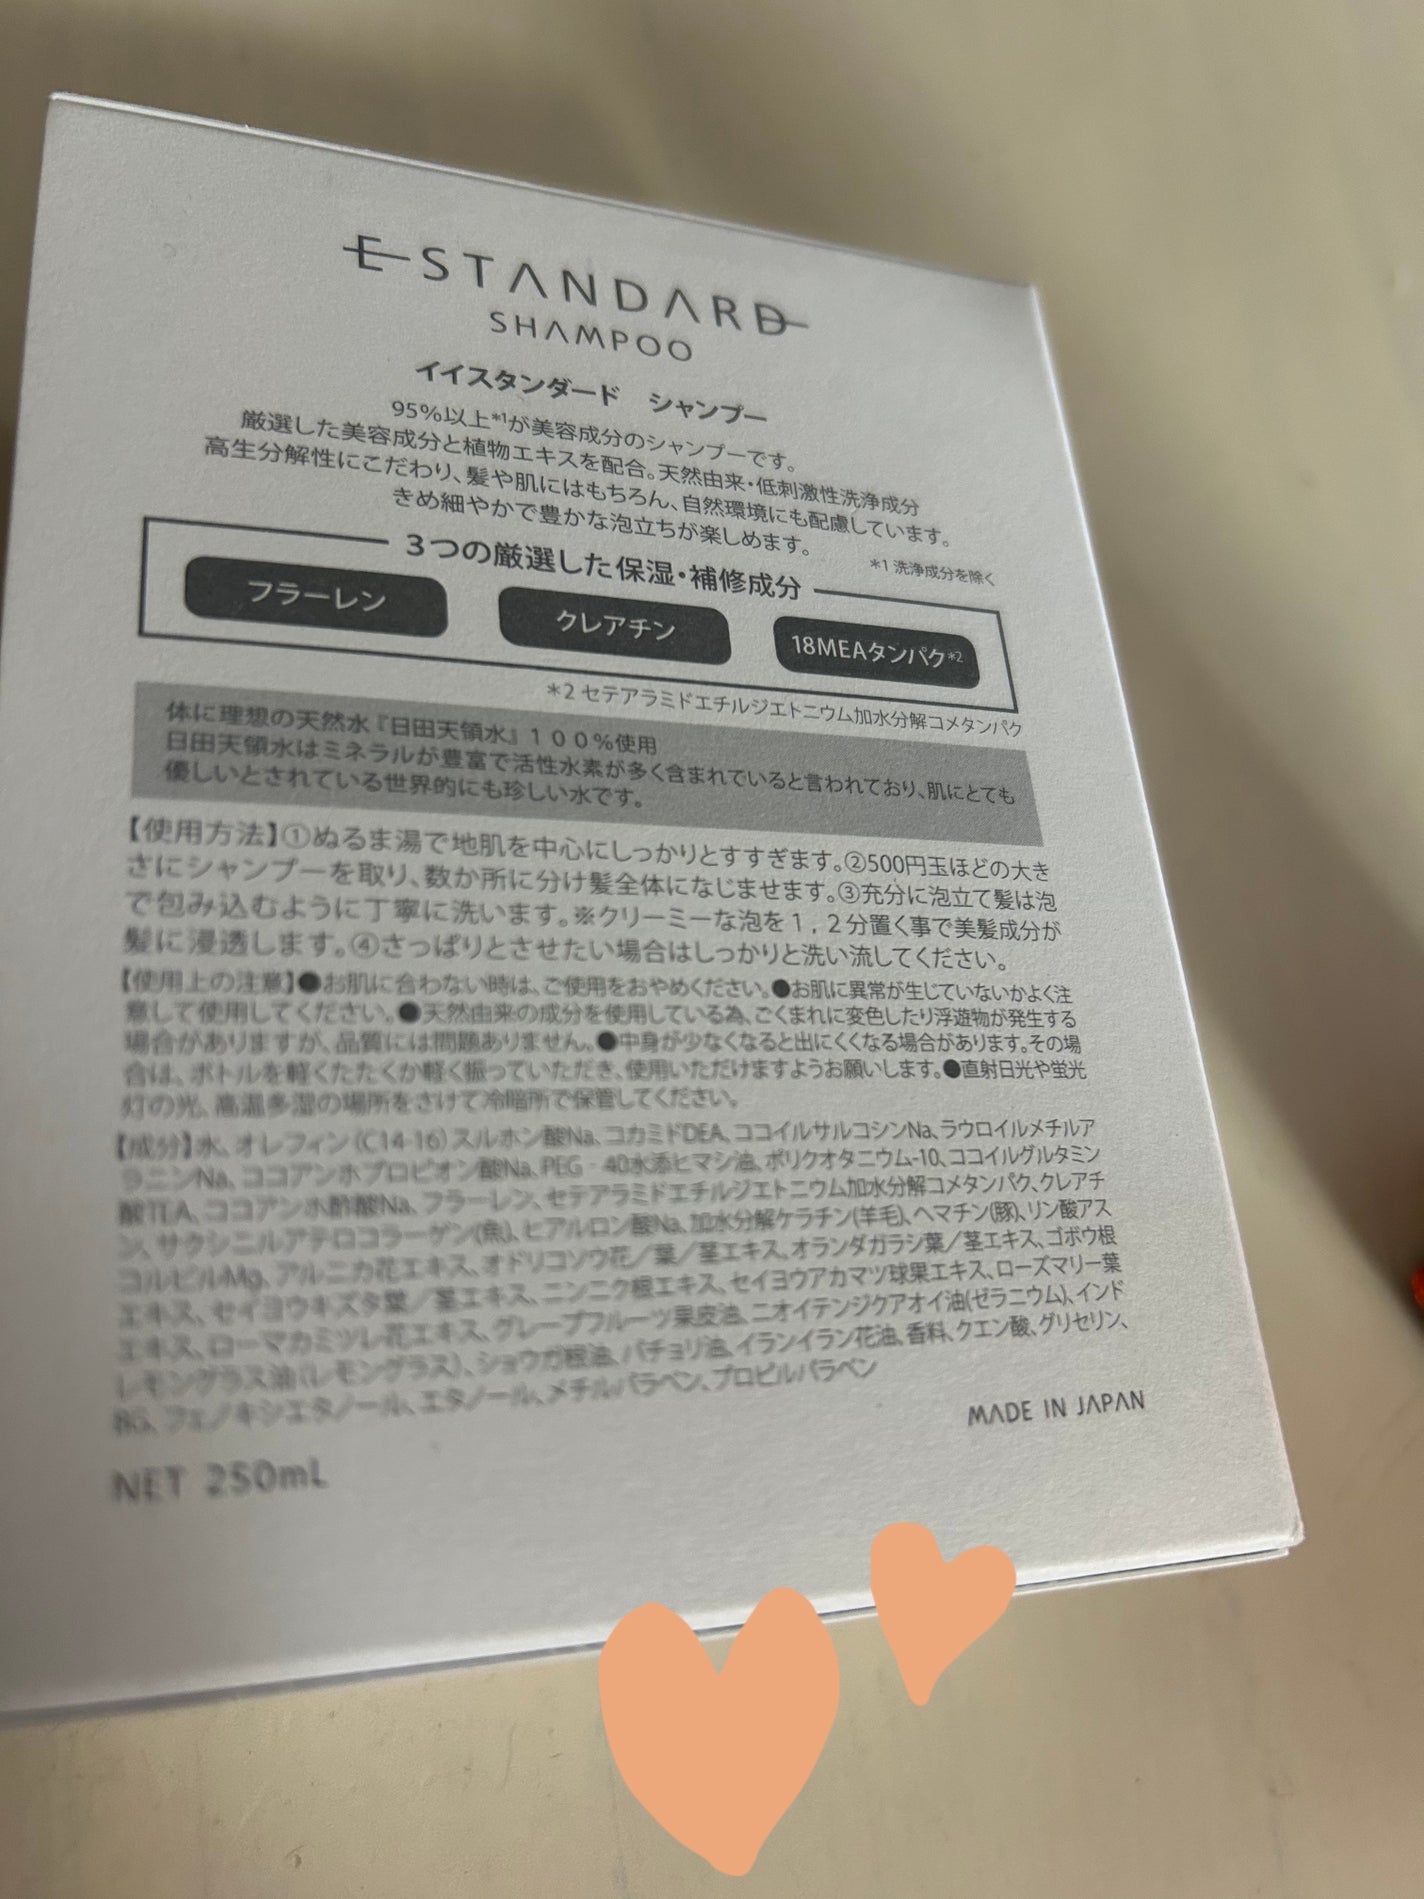 E STANDARD
SHAMPOO
イイスタンダード シャンプー
95%以上*1が美容成分のシャンプーです。
厳選した美容成分と植物エキスを配合。天然由来・低刺激性洗浄成分
高生分解性にこだわり、髪や肌にはもちろん、自然環境にも配慮しています。
きめ細やかで豊かな泡立ちが楽しめます。
*1 洗浄成分を除く
3つの厳選した保湿・補修成分
フラーレン
クレアチン
18MEAタンパク*2
*2 セテアラミドエチルジエトニウム加水分解コメタンパク
体に理想の天然水『日田天領水』100%使用
日田天領水はミネラルが豊富で活性水素が多く含まれていると言われており、肌にとても
優しいとされている世界的にも珍しい水です。
【使用方法】①ぬるま湯で地肌を中心にしっかりとすすぎます。②500円玉ほどの大き
さにシャンプーを取り、数か所に分け髪全体になじませます。③充分に泡立て髪は泡
で包み込むように丁寧に洗います。※クリーミーな泡を1,2分置く事で美髪成分が
髪に浸透します。④さっぱりとさせたい場合はしっかりと洗い流してください。
【使用上の注意】●お肌に合わない時は、ご使用をおやめください。●お肌に異常が生じていないかよく注
意して使用してください。●天然由来の成分を使用している為、ごくまれに変色したり浮遊物が発生する
場合がありますが、品質には問題ありません。●中身が少なくなると出にくくなる場合があります。その場
合は、ボトルを軽くたたくか軽く振っていただき、使用いただけますようお願いします。●直射日光や蛍光
灯の光、高温多湿の場所をさけて冷暗所で保管してください。
【成分】水、オレフィン(C14-16)スルホン酸Na、コカミドDEA、ココイルサルコシンNa、ラウロイルメチルア
ラニンNa、ココアンホプロピオン酸Na、PEG-40水添ヒマシ油、ポリクオタニウム-10、ココイルグルタミン
酸TEA、ココアンホ酢酸Na、フラーレン、セテアラミドエチルジエトニウム加水分解コメタンパク、クレアチ
ン、サクシニルアテロコラーゲン(魚)、ヒアルロン酸Na、加水分解ケラチン(羊毛)、ヘマチン(豚)、リン酸アス
コルビルMg、アルニカ花エキス、オドリコソウ花/葉/茎エキス、オランダガラシ葉/茎エキス、ゴボウ根
エキス、セイヨウキズタ葉/茎エキス、ニンニク根エキス、セイヨウアカマツ球果エキス、ローズマリー葉
エキス、ローマカミツレ花エキス、グレープフルーツ果皮油、ニオイテンジクアオイ油(ゼラニウム)、インド
レモングラス油(レモングラス)、ショウガ根油、パチョリ油、イランイラン花油、香料、クエン酸、グリセリン、
BG、フェノキシエタノール、エタノール、メチルパラベン、プロピルパラベン
MADE IN JAPAN
NET 250mL